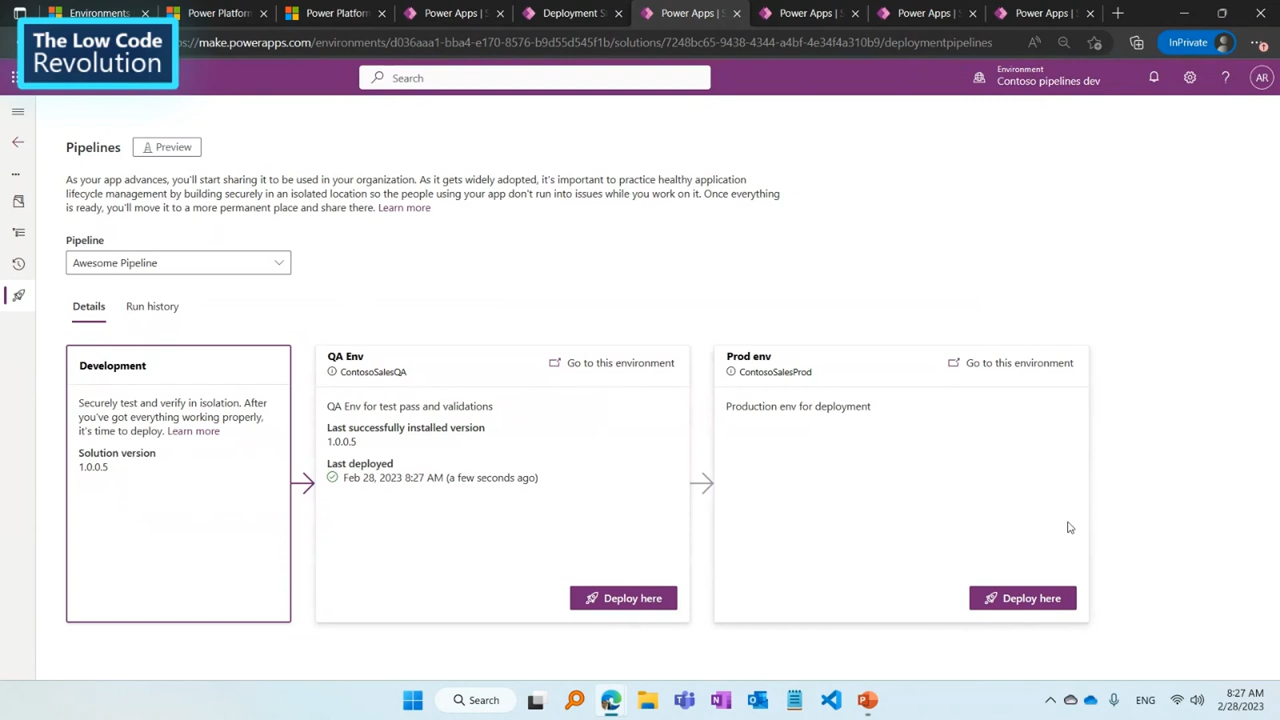 Environments
Power Platform
Power Platform
Power Apps |
Deployment S
Power Apps | S
Power Apps |
Power Apps | S
Power Apps | S
The Low Code
Revolution
https://make.powerapps.com/environments/d036aaa1-bba4-e170-8576-b9d55d545f1b/solutions/7248bc65-9438-4344-a4bf-4e354a310b9/deploymentpipelines
InPrivate
Search
Environment
Contoso pipelines dev
AR
Pipelines
Preview
As your app advances, you'll start sharing it to be used in your organization. As it gets widely adopted, it's important to practice healthy application
lifecycle management by building securely in an isolated location so the people using your app don't run into issues while you work on it. Once everything
is ready, you'll move it to a more permanent place and share there. Learn more
Pipeline
Awesome Pipeline
Details
Run history
Development
Securely test and verify in isolation. After
you've got everything working properly,
it's time to deploy. Learn more
Solution version
1.0.0.5
QA Env
Go to this environment
ContosoSalesQA
QA Env for test pass and validations
Last successfully installed version
1.0.0.5
Last deployed
Feb 28, 2023 8:27 AM (a few seconds ago)
Deploy here
Prod env
Go to this environment
ContosoSalesProd
Production env for deployment
Deploy here
Search
ENG
8:27 AM
2/28/2023